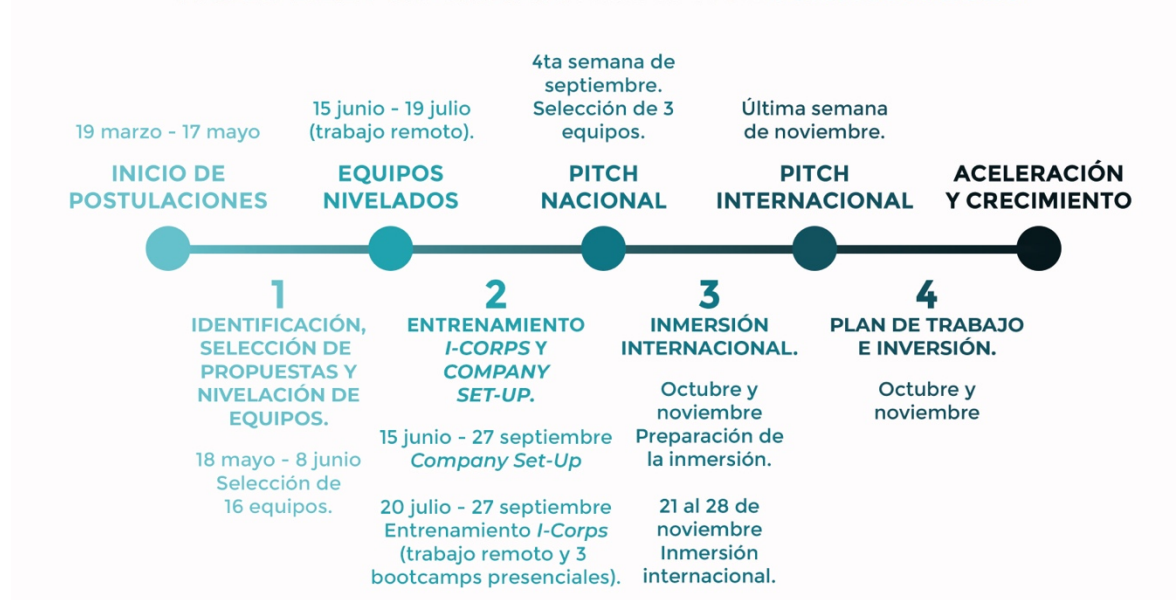 19 marzo - 17 mayo
INICIO DE
POSTULACIONES
15 junio - 19 julio
(trabajo remoto).
EQUIPOS
NIVELADOS
4ta semana de
septiembre.
Selección de 3
equipos.
PITCH
NACIONAL
Última semana
de noviembre.
PITCH
INTERNACIONAL
ACELERACIÓN
Y CRECIMIENTO
1
IDENTIFICACIÓN,
SELECCIÓN DE
PROPUESTAS Y
NIVELACIÓN DE
EQUIPOS.
18 mayo - 8 junio
Selección de
16 equipos.
2
ENTRENAMIENTO
I-CORPS Y
COMPANY
SET-UP.
15 junio - 27 septiembre
Company Set-Up
20 julio - 27 septiembre
Entrenamiento I-Corps
(trabajo remoto y 3
bootcamps presenciales).
3
INMERSIÓN
INTERNACIONAL.
Octubre y
noviembre
Preparación de
la inmersión.
21 al 28 de
noviembre
Inmersión
internacional.
4
PLAN DE TRABAJO
E INVERSIÓN.
Octubre y
noviembre